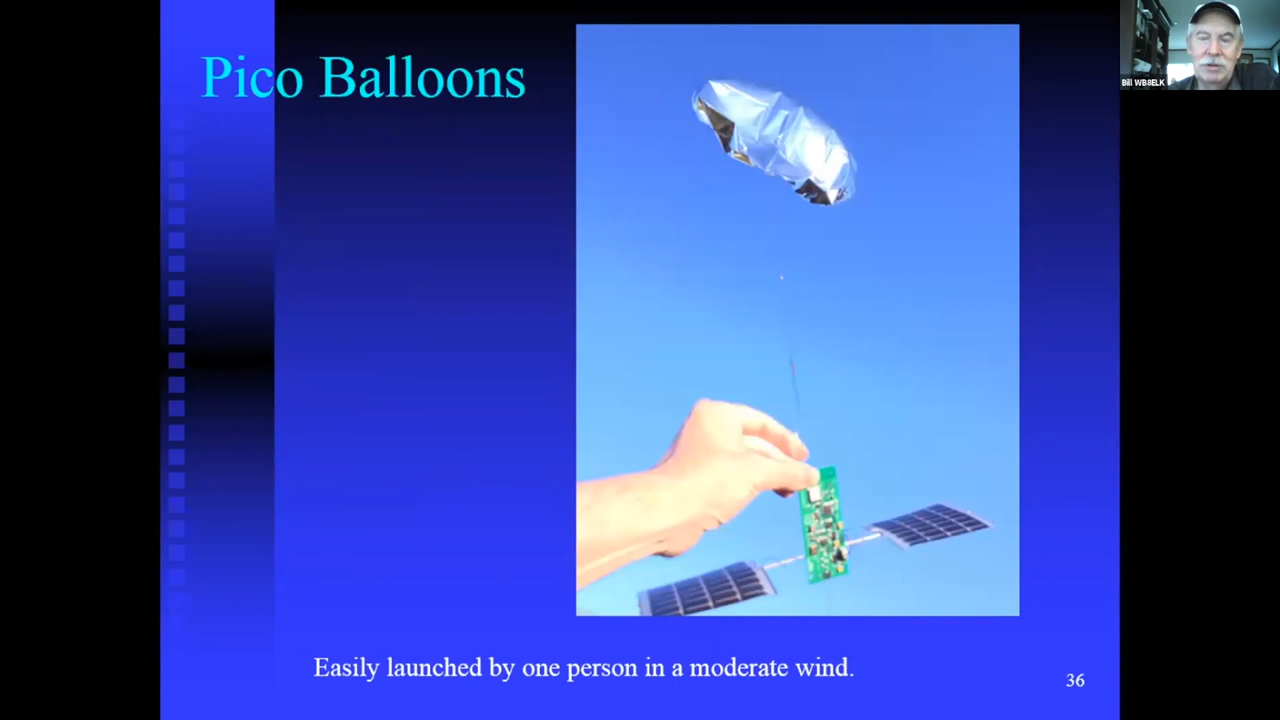 Pico Balloons
Bill WB8ELK
Easily launched by one person in a moderate wind.
36